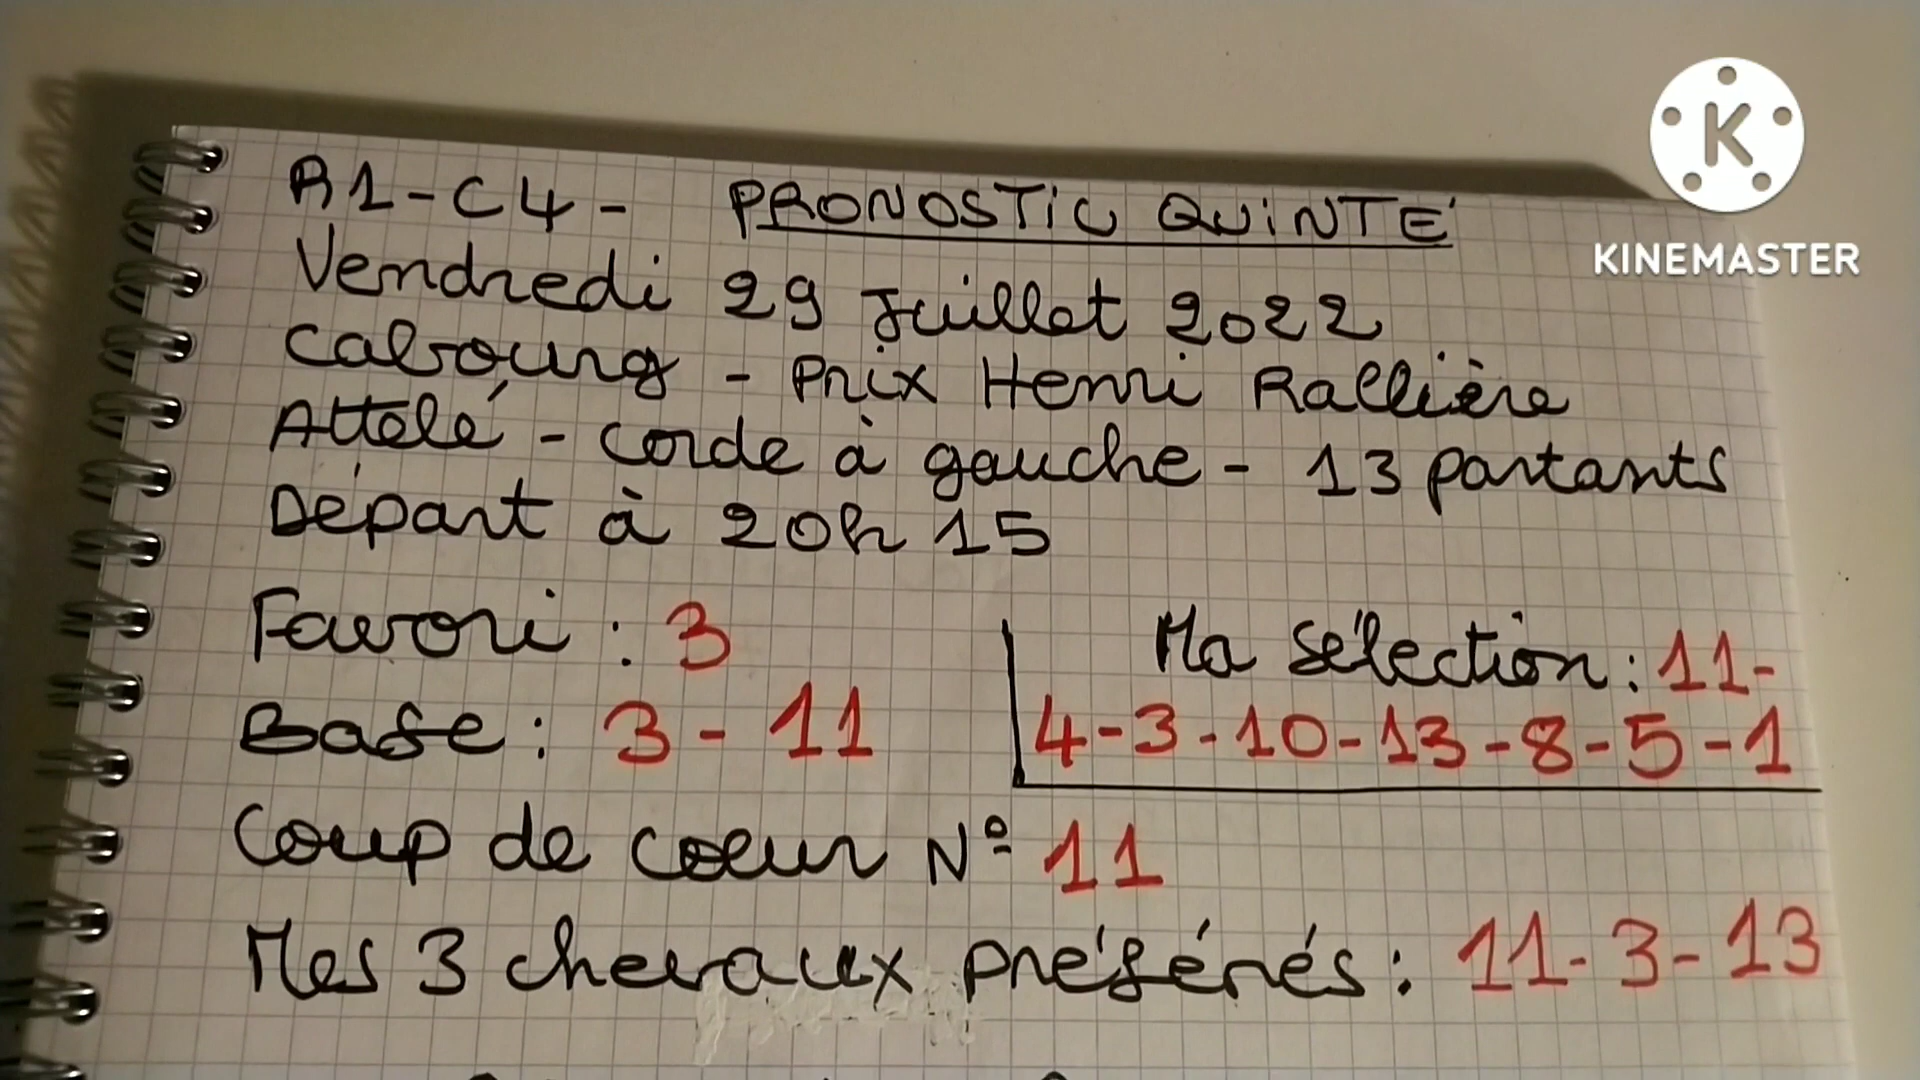 R1-C4- PRONOSTIC QUINTÉ
Vendredi 29 Juillet 2022
Cabourg - Prix Henri Rallière
Attelé - Corde à gauche - 13 partants
Départ à 20h15
Favori : 3
Base : 3 - 11
Ma sélection : 11-
4-3-10-13-8-5-1
Coup de coeur N° 11
Mes 3 chevaux préférés : 11-3-13
K
KINEMASTER